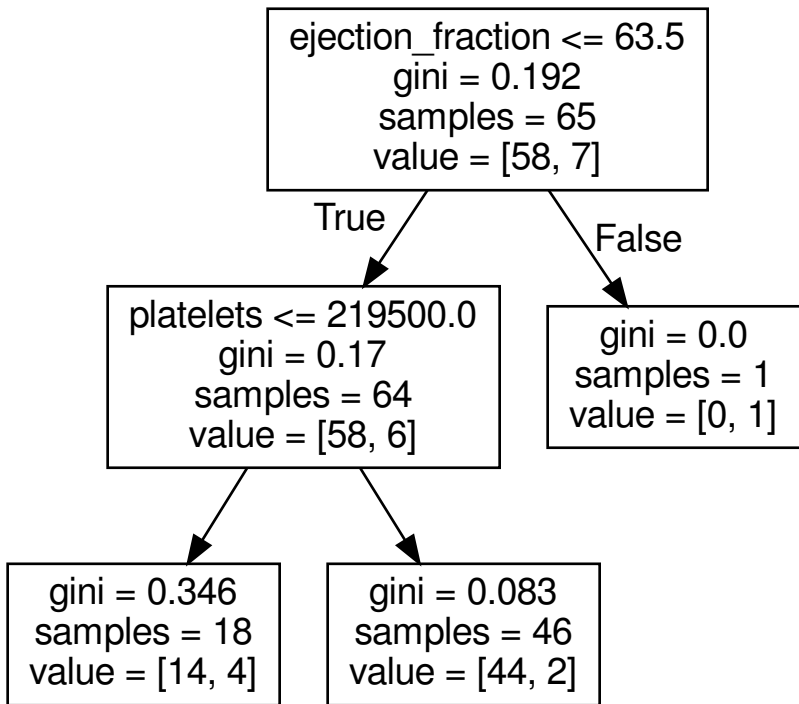 ejection_fraction <= 63.5
gini = 0.192
samples = 65
value = [58, 7]
True
False
platelets <= 219500.0
gini = 0.17
samples = 64
value = [58, 6]
gini = 0.0
samples = 1
value = [0, 1]
gini = 0.346
samples = 18
value = [14, 4]
gini = 0.083
samples = 46
value = [44, 2]